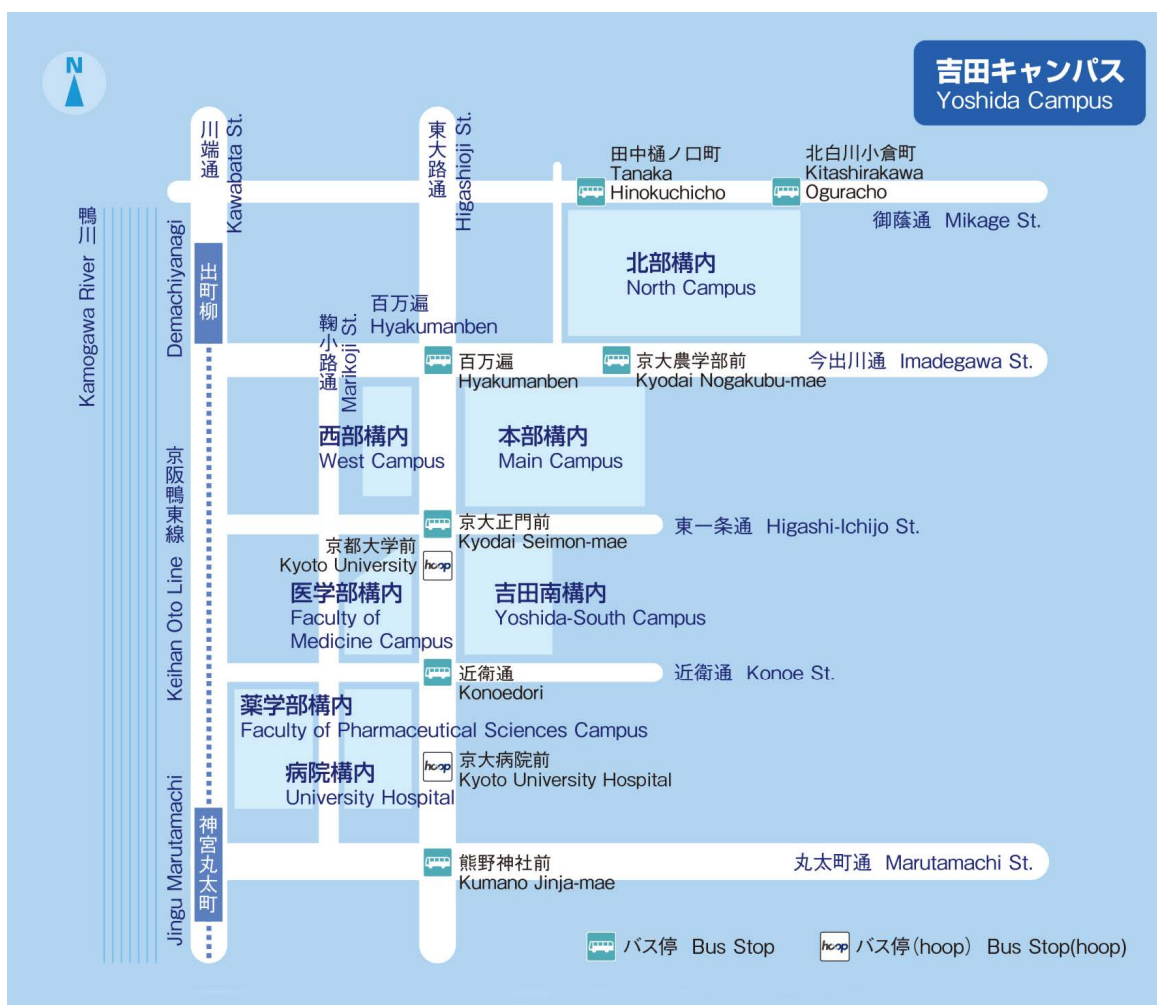 N
吉田キャンパス
Yoshida Campus
川端通
Kawabata St.
東大路通
Higashioji St.
田中樋ノ口町
Tanaka
Hinokuchicho
北白川小倉町
Kitashirakawa
Oguracho
御蔭通 Mikage St.
鴨川
Kamogawa River
Demachiyanagi
出町柳
北部構内
North Campus
鞠小路通
Marikoji St.
百万遍
Hyakumanben
百万遍
Hyakumanben
京大農学部前
Kyodai Nogakubu-mae
今出川通 Imadegawa St.
西部構内
West Campus
本部構内
Main Campus
京阪鴨東線
Keihan Oto Line
京大正門前
Kyodai Seimon-mae
東一条通 Higashi-Ichijo St.
京都大学前
Kyoto University
hoop
医学部構内
Faculty of
Medicine Campus
吉田南構内
Yoshida-South Campus
近衛通
Konoedori
近衛通 Konoe St.
薬学部構内
Faculty of Pharmaceutical Sciences Campus
病院構内
University Hospital
hoop
京大病院前
Kyoto University Hospital
Jingu Marutamachi
神宮丸太町
熊野神社前
Kumano Jinja-mae
丸太町通 Marutamachi St.
バス停 Bus Stop
hoop バス停(hoop) Bus Stop(hoop)